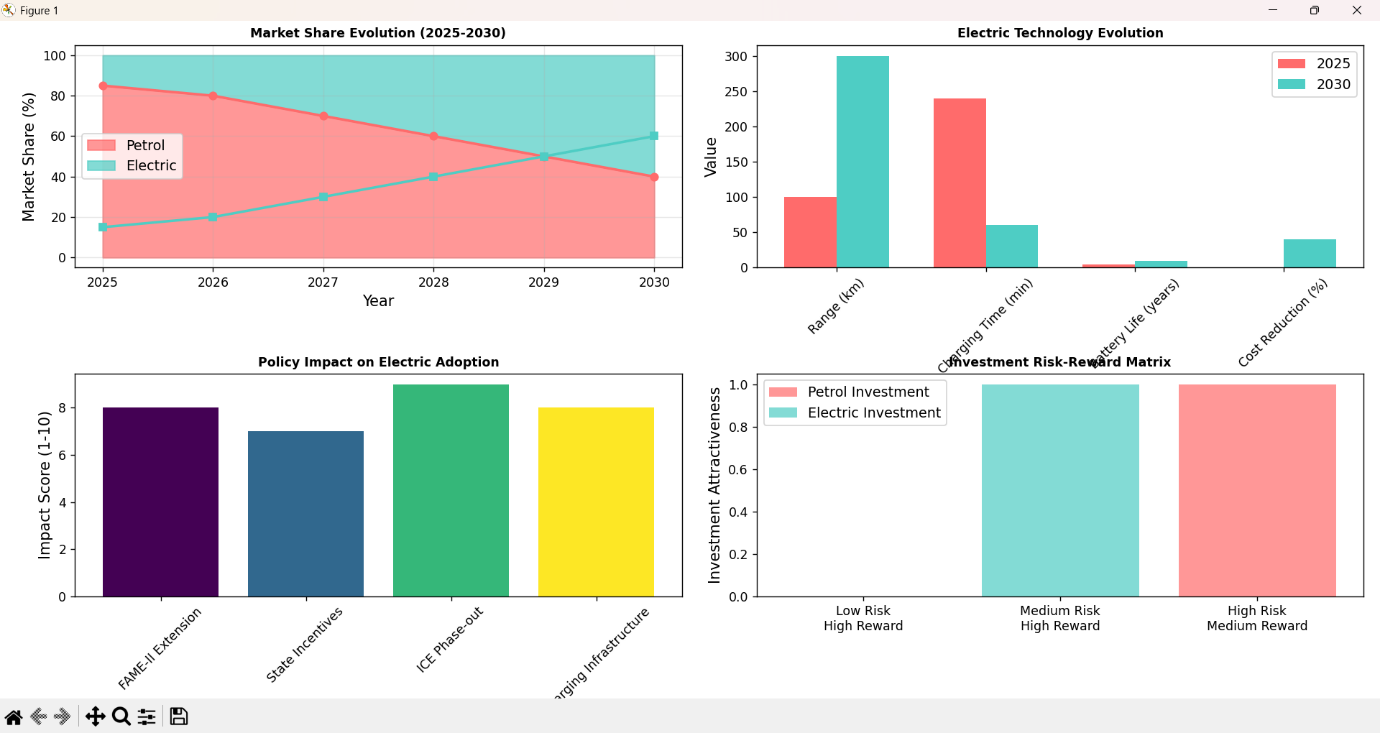 Figure 1
Market Share Evolution (2025-2030)
Market Share (%)
100
80
60
40
20
0
Petrol
Electric
2025
2026
2027
2028
2029
2030
Year
Electric Technology Evolution
Value
300
250
200
150
100
50
0
2025
2030
Range (km)
Charging Time (min)
Battery Life (years)
Cost Reduction (%)
Policy Impact on Electric Adoption
Impact Score (1-10)
8
6
4
2
0
FAME-II Extension
State Incentives
ICE Phase-out
erging Infrastructure
Investment Risk-Reward Matrix
Investment Attractiveness
1.0
0.8
0.6
0.4
0.2
0.0
Petrol Investment
Electric Investment
Low Risk
High Reward
Medium Risk
High Reward
High Risk
Medium Reward